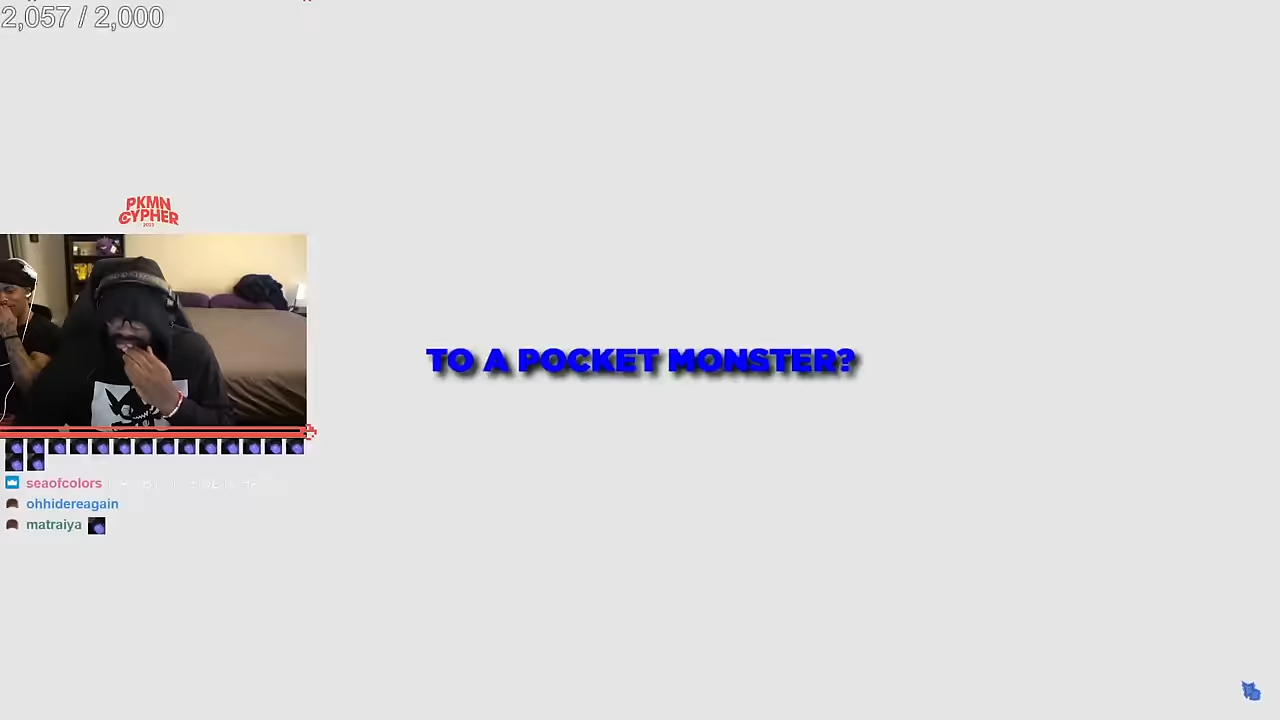 2,057 / 2,000
PKMN
CYPHER
TO A POCKET MONSTER?
seaofcolors
ohhidereagain
matraiya